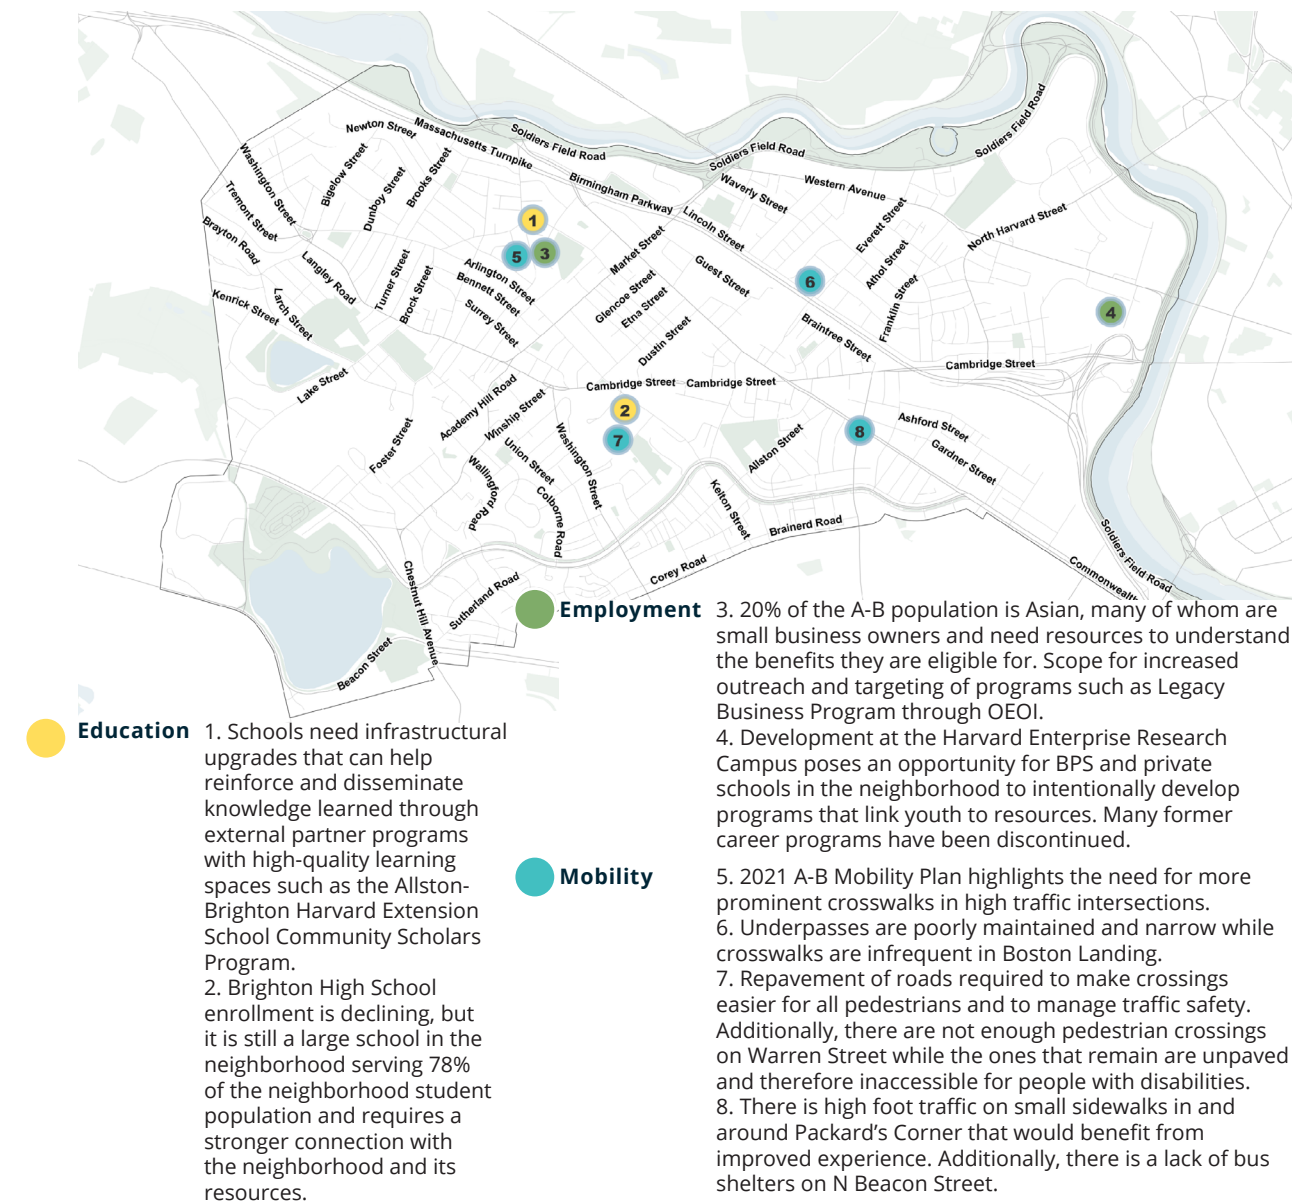 Newton Street
Massachusetts Turnpike
Soldiers Field Road
Soldiers Field Road
Soldiers Field Road
Washington Street
Bigelow Street
Dunboy Street
Brooks Street
Birmingham Parkway
Waverly Street
Western Avenue
Tremont Street
Brayton Road
Lincoln Street
Everett Street
North Harvard Street
1
5
3
Market Street
Langley Road
Turner Street
Brock Street
Arlington Street
Bennett Street
Surrey Street
Guest Street
6
Athol Street
Franklin Street
4
Kenrick Street
Larch Street
Glencoe Street
Etna Street
Dustin Street
Braintree Street
Lake Street
Cambridge Street
Cambridge Street
Cambridge Street
Academy Hill Road
Winship Street
2
7
8
Ashford Street
Gardner Street
Foster Street
Union Street
Washington Street
Allston Street
Wallingford Road
Colborne Road
Kelton Street
Brainerd Road
Corey Road
Soldiers Field Road
Commonwealt
Chestnut Hill Avenue
Sutherland Road
Beacon Street
Education
1. Schools need infrastructural
upgrades that can help
reinforce and disseminate
knowledge learned through
external partner programs
with high-quality learning
spaces such as the Allston-
Brighton Harvard Extension
School Community Scholars
Program.
2. Brighton High School
enrollment is declining, but
it is still a large school in the
neighborhood serving 78%
of the neighborhood student
population and requires a
stronger connection with
the neighborhood and its
resources.
Employment
3. 20% of the A-B population is Asian, many of whom are
small business owners and need resources to understand
the benefits they are eligible for. Scope for increased
outreach and targeting of programs such as Legacy
Business Program through OEOI.
4. Development at the Harvard Enterprise Research
Campus poses an opportunity for BPS and private
schools in the neighborhood to intentionally develop
programs that link youth to resources. Many former
career programs have been discontinued.
Mobility
5. 2021 A-B Mobility Plan highlights the need for more
prominent crosswalks in high traffic intersections.
6. Underpasses are poorly maintained and narrow while
crosswalks are infrequent in Boston Landing.
7. Repavement of roads required to make crossings
easier for all pedestrians and to manage traffic safety.
Additionally, there are not enough pedestrian crossings
on Warren Street while the ones that remain are unpaved
and therefore inaccessible for people with disabilities.
8. There is high foot traffic on small sidewalks in and
around Packard’s Corner that would benefit from
improved experience. Additionally, there is a lack of bus
shelters on N Beacon Street.